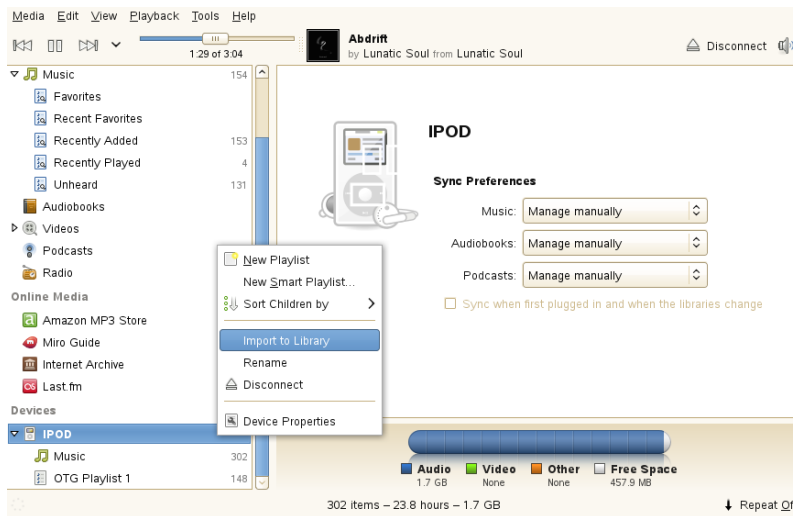 Media Edit View Playback Tools Help
1:29 of 3:04
Abdrift
by Lunatic Soul from Lunatic Soul
Disconnect
Music 154
Favorites
Recent Favorites
Recently Added 153
Recently Played 4
Unheard 131
Audiobooks
Videos
Podcasts
Radio
Online Media
Amazon MP3 Store
Miro Guide
Internet Archive
Last.fm
Devices
IPOD
Music 302
OTG Playlist 1 148
New Playlist
New Smart Playlist...
Sort Children by
Import to Library
Rename
Disconnect
Device Properties
IPOD
Sync Preferences
Music: Manage manually
Audiobooks: Manage manually
Podcasts: Manage manually
Sync when first plugged in and when the libraries change
Audio Video Other Free Space
1.7 GB None None 457.9 MB
302 items – 23.8 hours – 1.7 GB
Repeat Of